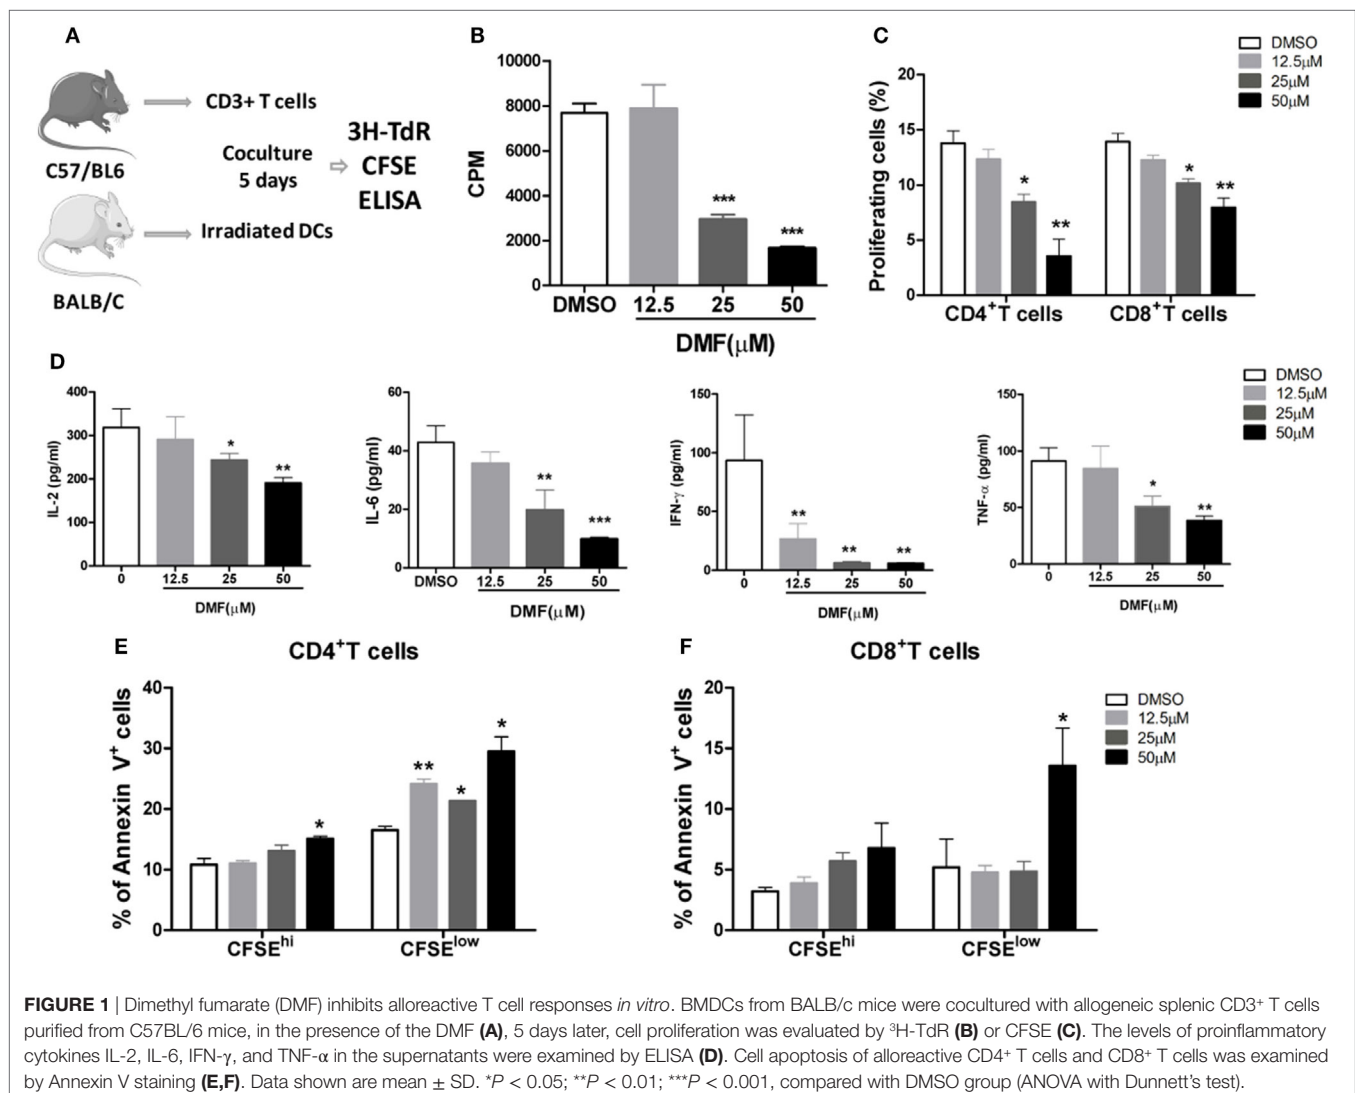 A
CD3+ T cells
C57/BL6
Coculture
5 days
3H-TdR
CFSE
ELISA
Irradiated DCs
BALB/C
B
10000
8000
6000
4000
2000
0
CPM
***
***
DMSO 12.5 25 50
DMF(μM)
C
DMSO
12.5μM
25μM
50μM
20
15
10
5
0
Proliferating cells (%)
*
**
*
**
CD4+T cells CD8+T cells
D
400
300
200
100
0
IL-2 (pg/ml)
*
**
0 12.5 25 50
DMF(μM)
60
40
20
0
IL-6 (pg/ml)
**
***
DMSO 12.5 25 50
DMF(μM)
150
100
50
0
IFN-γ (pg/ml)
**
**
**
0 12.5 25 50
DMF(μM)
150
100
50
0
TNF-α (pg/ml)
*
**
0 12.5 25 50
DMF(μM)
DMSO
12.5μM
25μM
50μM
E
CD4+T cells
40
30
20
10
0
% of Annexin V+ cells
*
**
*
*
CFSEhi CFSElow
F
CD8+T cells
20
15
10
5
0
% of Annexin V+ cells
*
CFSEhi CFSElow
DMSO
12.5μM
25μM
50μM
FIGURE 1 | Dimethyl fumarate (DMF) inhibits alloreactive T cell responses in vitro. BMDCs from BALB/c mice were cocultured with allogeneic splenic CD3+ T cells
purified from C57BL/6 mice, in the presence of the DMF (A), 5 days later, cell proliferation was evaluated by 3H-TdR (B) or CFSE (C). The levels of proinflammatory
cytokines IL-2, IL-6, IFN-γ, and TNF-α in the supernatants were examined by ELISA (D). Cell apoptosis of alloreactive CD4+ T cells and CD8+ T cells was examined
by Annexin V staining (E,F). Data shown are mean ± SD. *P < 0.05; **P < 0.01; ***P < 0.001, compared with DMSO group (ANOVA with Dunnett's test).